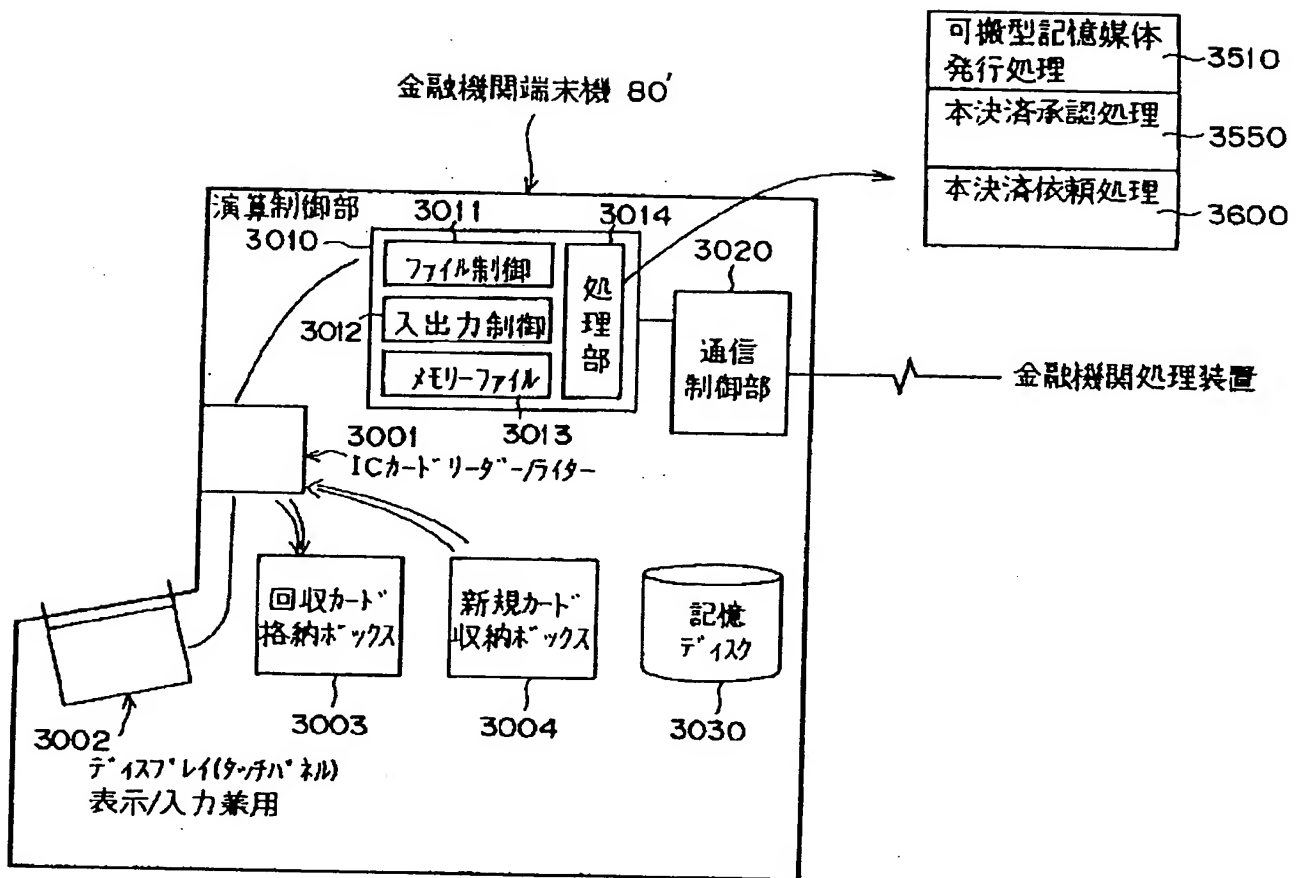 可搬型記憶媒体
発行処理
3510
本決済承認処理
3550
本決済依頼処理
3600
金融機関端末機 80′
演算制御部
3010
3011
3014
ファイル制御
3012
入出力制御
メモリーファイル
3013
処理部
3020
通信
制御部
金融機関処理装置
3001
ICカードリーダー/ライター
回収カード
格納ボックス
3003
新規カード
収納ボックス
3004
記憶
ディスク
3030
3002
ディスプレイ(タッチパネル)
表示/入力兼用